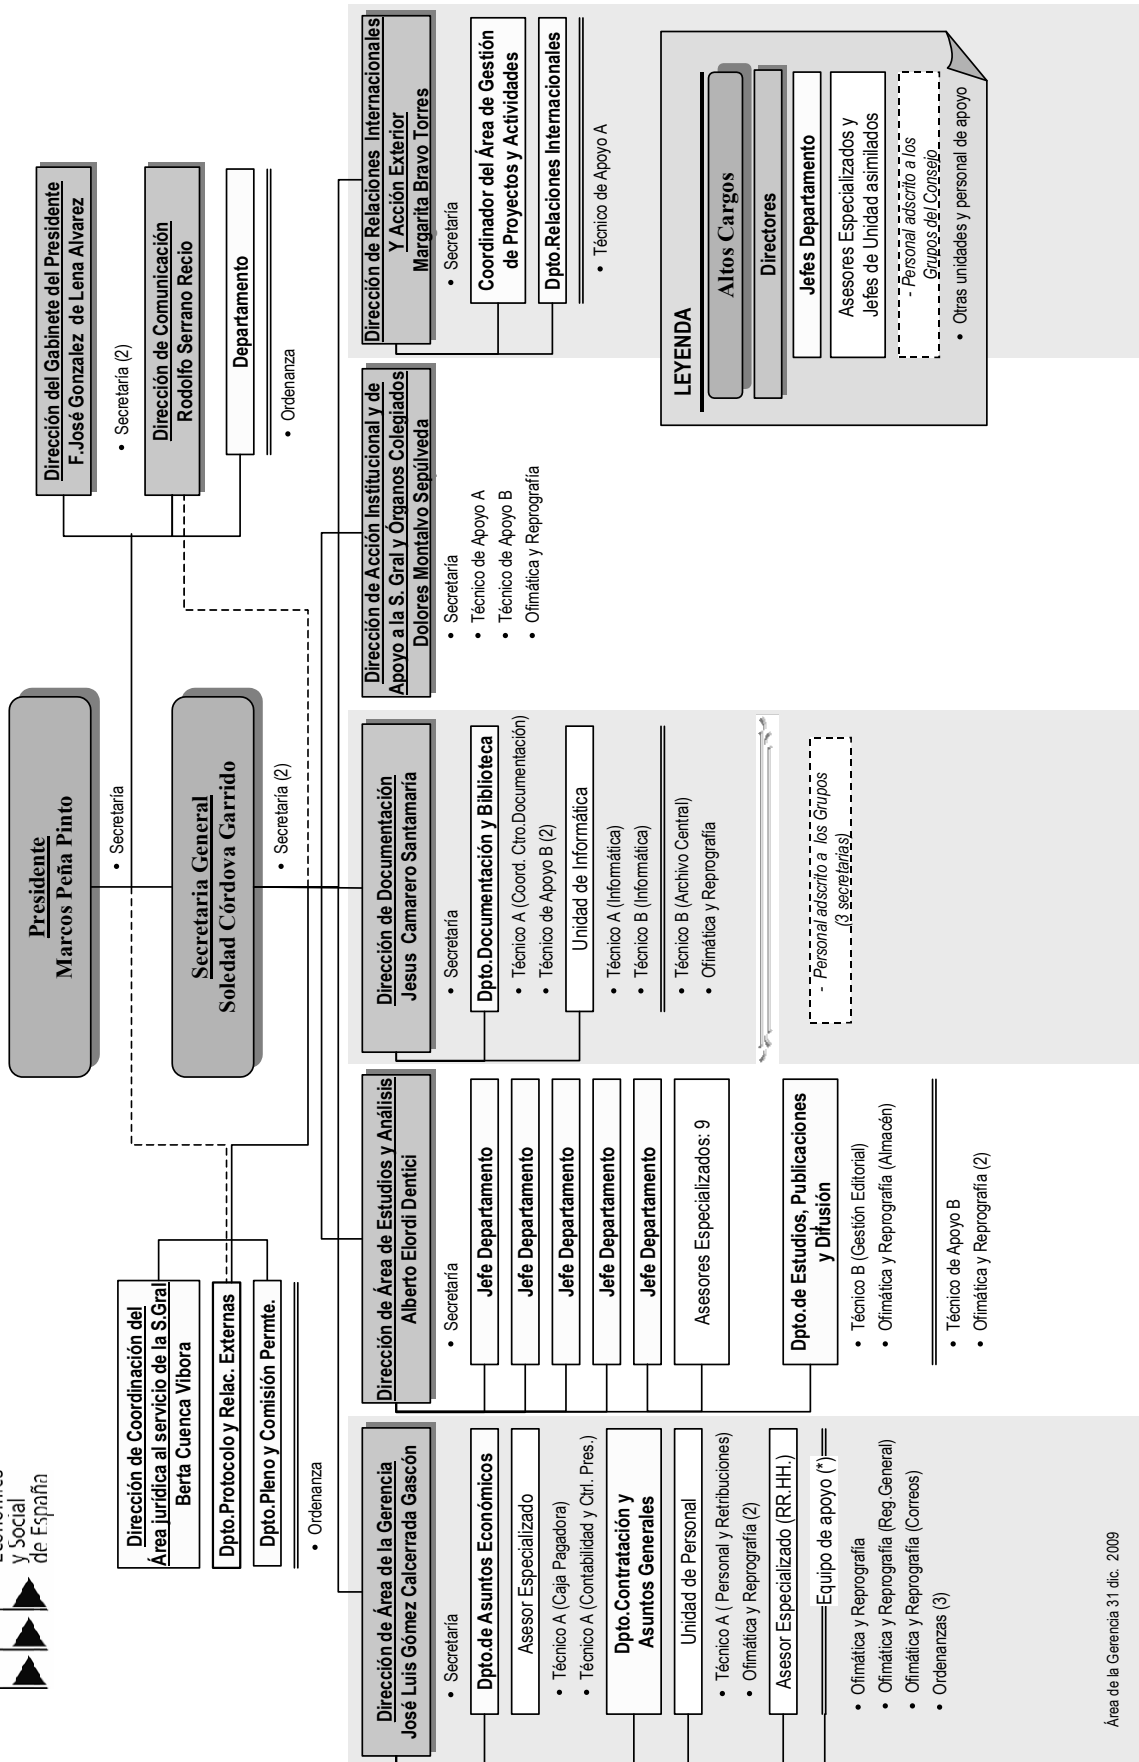 y Social
de España
Presidente
Marcos Peña Pinto
• Secretaría
Secretaria General
Soledad Córdova Garrido
• Secretaría (2)
Dirección del Gabinete del Presidente
F.José Gonzalez de Lena Alvarez
• Secretaría (2)
Dirección de Comunicación
Rodolfo Serrano Recio
Departamento
• Ordenanza
Dirección de Coordinación del
Área jurídica al servicio de la S.Gral
Berta Cuenca Vibora
Dpto.Protocolo y Relac. Externas
Dpto.Pleno y Comisión Permte.
• Ordenanza
Dirección de Área de la Gerencia
José Luis Gómez Calcerrada Gascón
• Secretaría
Dpto.de Asuntos Económicos
Asesor Especializado
• Técnico A (Caja Pagadora)
• Técnico A (Contabilidad y Ctrl. Pres.)
Dpto.Contratación y
Asuntos Generales
Unidad de Personal
• Técnico A ( Personal y Retribuciones)
• Ofimática y Reprografía (2)
Asesor Especializado (RR.HH.)
Equipo de apoyo (*)
• Ofimática y Reprografía
• Ofimática y Reprografía (Reg.General)
• Ofimática y Reprografía (Correos)
• Ordenanzas (3)
Dirección de Área de Estudios y Análisis
Alberto Elordi Dentici
• Secretaría
Jefe Departamento
Jefe Departamento
Jefe Departamento
Jefe Departamento
Jefe Departamento
Asesores Especializados: 9
Dpto.de Estudios, Publicaciones
y Difusión
• Técnico B (Gestión Editorial)
• Ofimática y Reprografía (Almacén)
• Técnico de Apoyo B
• Ofimática y Reprografía (2)
Dirección de Documentación
Jesus Camarero Santamaría
• Secretaría
Dpto.Documentación y Biblioteca
• Técnico A (Coord. Ctro.Documentación)
• Técnico de Apoyo B (2)
Unidad de Informática
• Técnico A (Informática)
• Técnico B (Informática)
• Técnico B (Archivo Central)
• Ofimática y Reprografía
- Personal adscrito a los Grupos
(3 secretarias)
Dirección de Acción Institucional y de
Apoyo a la S. Gral y Órganos Colegiados
Dolores Montalvo Sepúlveda
• Secretaría
• Técnico de Apoyo A
• Técnico de Apoyo B
• Ofimática y Reprografía
Dirección de Relaciones Internacionales
Y Acción Exterior
Margarita Bravo Torres
• Secretaría
Coordinador del Área de Gestión
de Proyectos y Actividades
Dpto.Relaciones Internacionales
• Técnico de Apoyo A
LEYENDA
Altos Cargos
Directores
Jefes Departamento
Asesores Especializados y
Jefes de Unidad asimilados
- Personal adscrito a los
Grupos del Consejo
• Otras unidades y personal de apoyo
Área de la Gerencia 31 dic. 2009